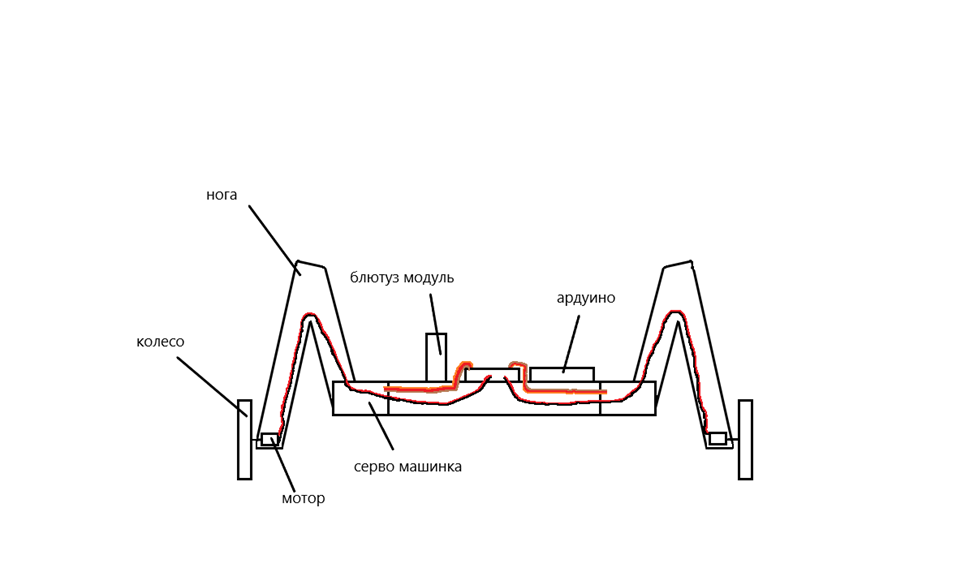 нога
блютуз модуль
ардуино
колесо
серво машинка
мотор